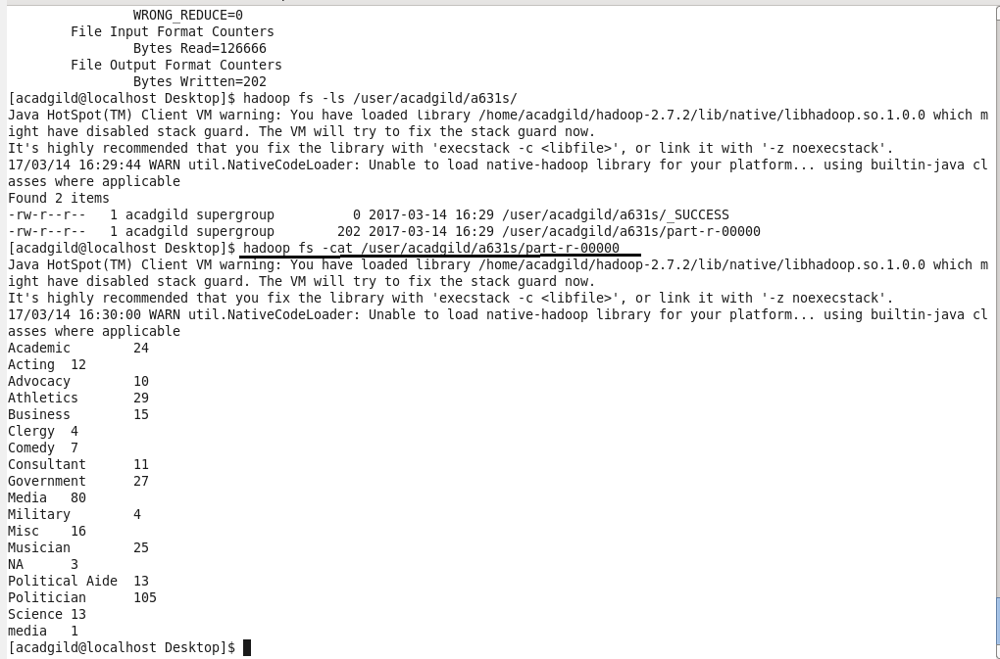 WRONG_REDUCE=0
File Input Format Counters
Bytes Read=126666
File Output Format Counters
Bytes Written=202
[acadgild@localhost Desktop]$ hadoop fs -ls /user/acadgild/a631s/
Java HotSpot(TM) Client VM warning: You have loaded library /home/acadgild/hadoop-2.7.2/lib/native/libhadoop.so.1.0.0 which m
ight have disabled stack guard. The VM will try to fix the stack guard now.
It's highly recommended that you fix the library with 'execstack -c <libfile>', or link it with '-z noexecstack'.
17/03/14 16:29:44 WARN util.NativeCodeLoader: Unable to load native-hadoop library for your platform... using builtin-java cl
asses where applicable
Found 2 items
-rw-r--r--   1 acadgild supergroup          0 2017-03-14 16:29 /user/acadgild/a631s/_SUCCESS
-rw-r--r--   1 acadgild supergroup        202 2017-03-14 16:29 /user/acadgild/a631s/part-r-00000
[acadgild@localhost Desktop]$ hadoop fs -cat /user/acadgild/a631s/part-r-00000
Java HotSpot(TM) Client VM warning: You have loaded library /home/acadgild/hadoop-2.7.2/lib/native/libhadoop.so.1.0.0 which m
ight have disabled stack guard. The VM will try to fix the stack guard now.
It's highly recommended that you fix the library with 'execstack -c <libfile>', or link it with '-z noexecstack'.
17/03/14 16:30:00 WARN util.NativeCodeLoader: Unable to load native-hadoop library for your platform... using builtin-java cl
asses where applicable
Academic	24
Acting	12
Advocacy	10
Athletics	29
Business	15
Clergy	4
Comedy	7
Consultant	11
Government	27
Media	80
Military	4
Misc	16
Musician	25
NA	3
Political Aide	13
Politician	105
Science	13
media	1
[acadgild@localhost Desktop]$